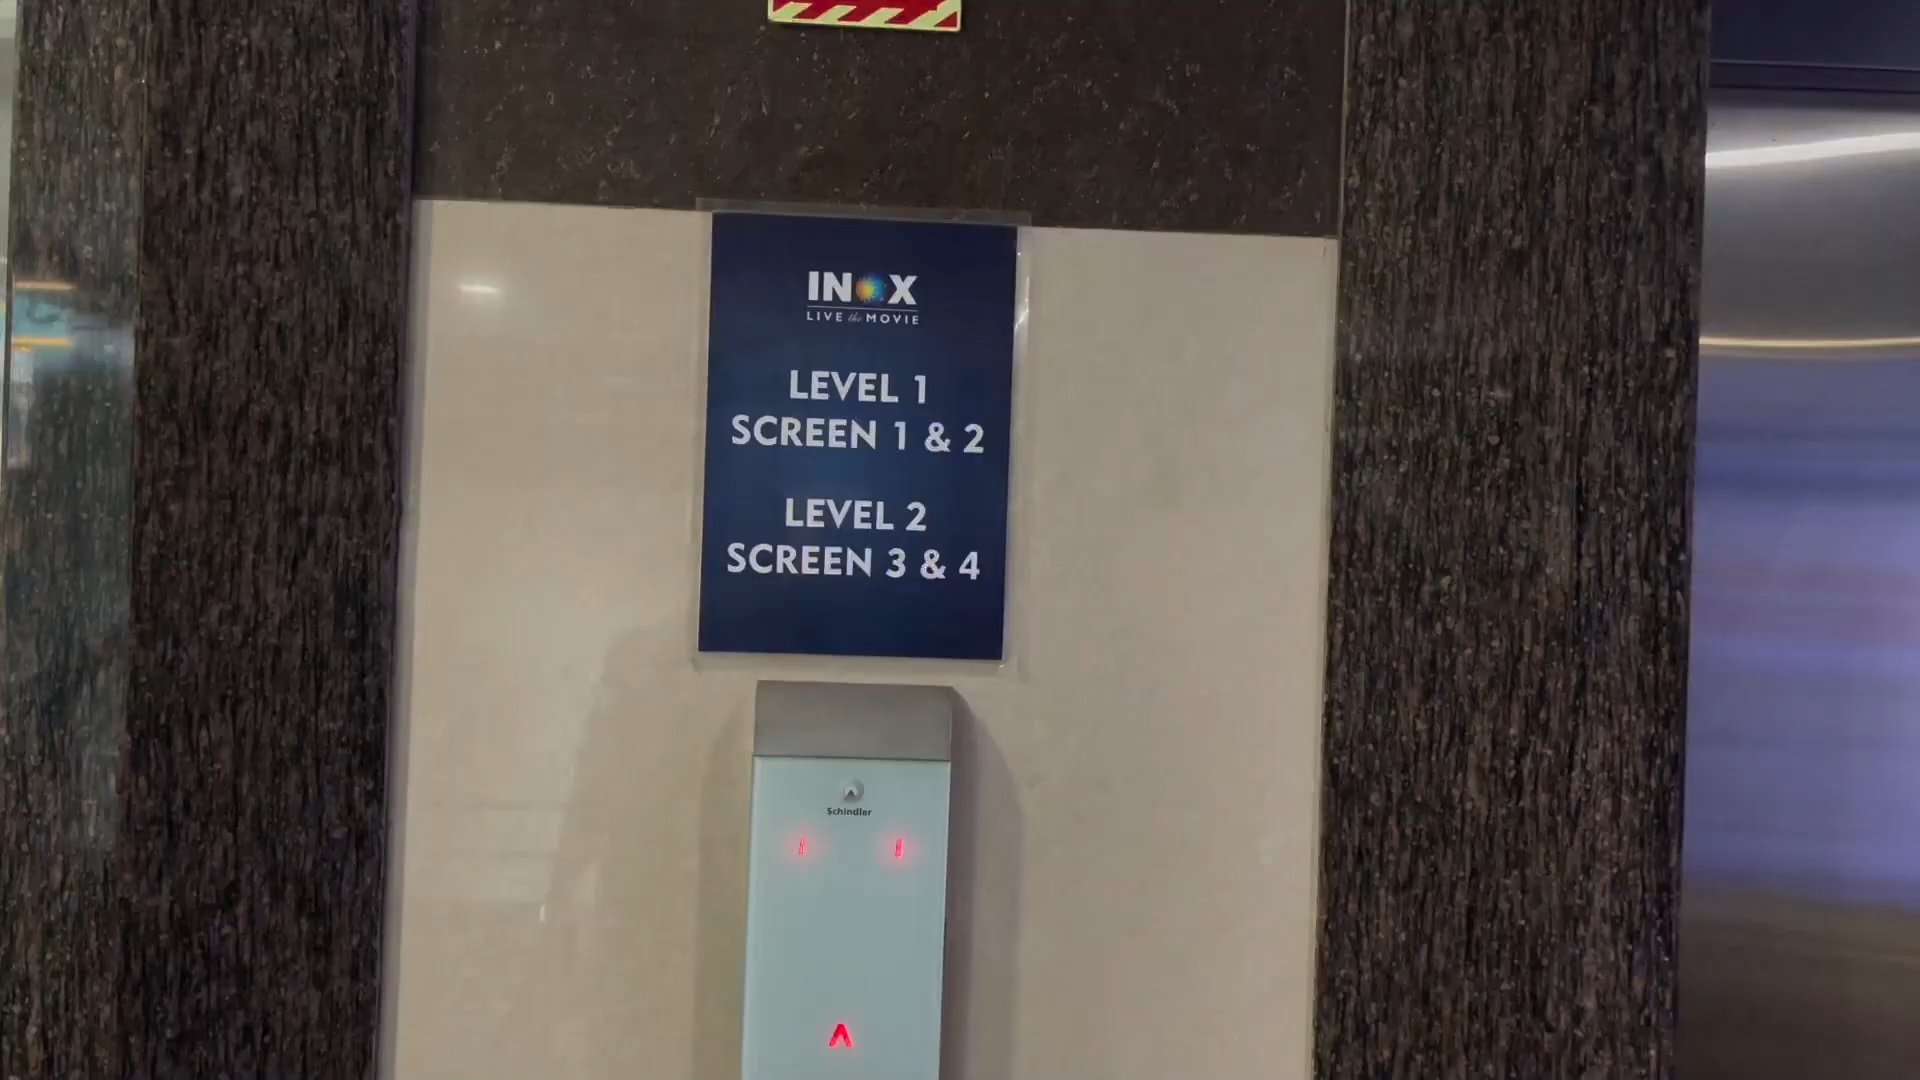 INOX
LIVE the MOVIE
LEVEL 1
SCREEN 1 & 2
LEVEL 2
SCREEN 3 & 4
Schindler